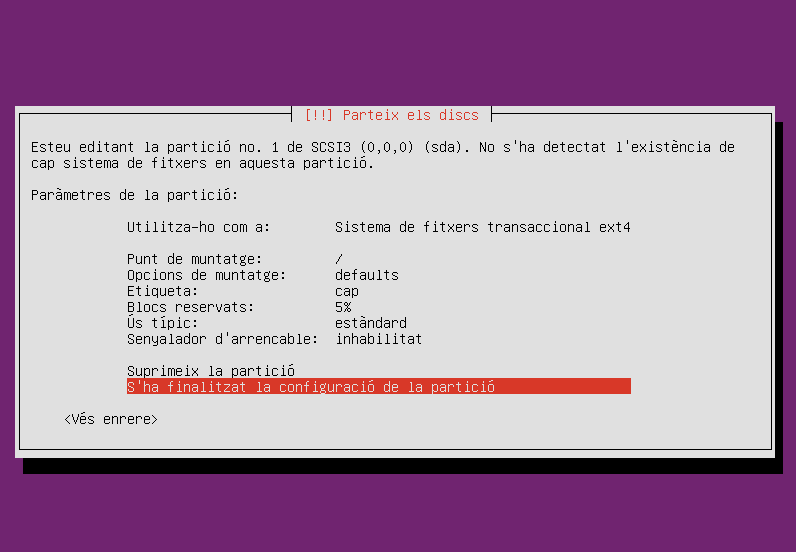 [!!] Parteix els discs
Esteu editant la partició no. 1 de SCSI3 (0,0,0) (sda). No s'ha detectat l'existència de
cap sistema de fitxers en aquesta partició.
Paràmetres de la partició:
Utilitza-ho com a: Sistema de fitxers transaccional ext4
Punt de muntatge: /
Opcions de muntatge: defaults
Etiqueta: cap
Blocs reservats: 5%
Ús típic: estàndard
Senyalador d'arrencable: inhabilitat
Suprimeix la partició
S'ha finalitzat la configuració de la partició
<Vés enrere>